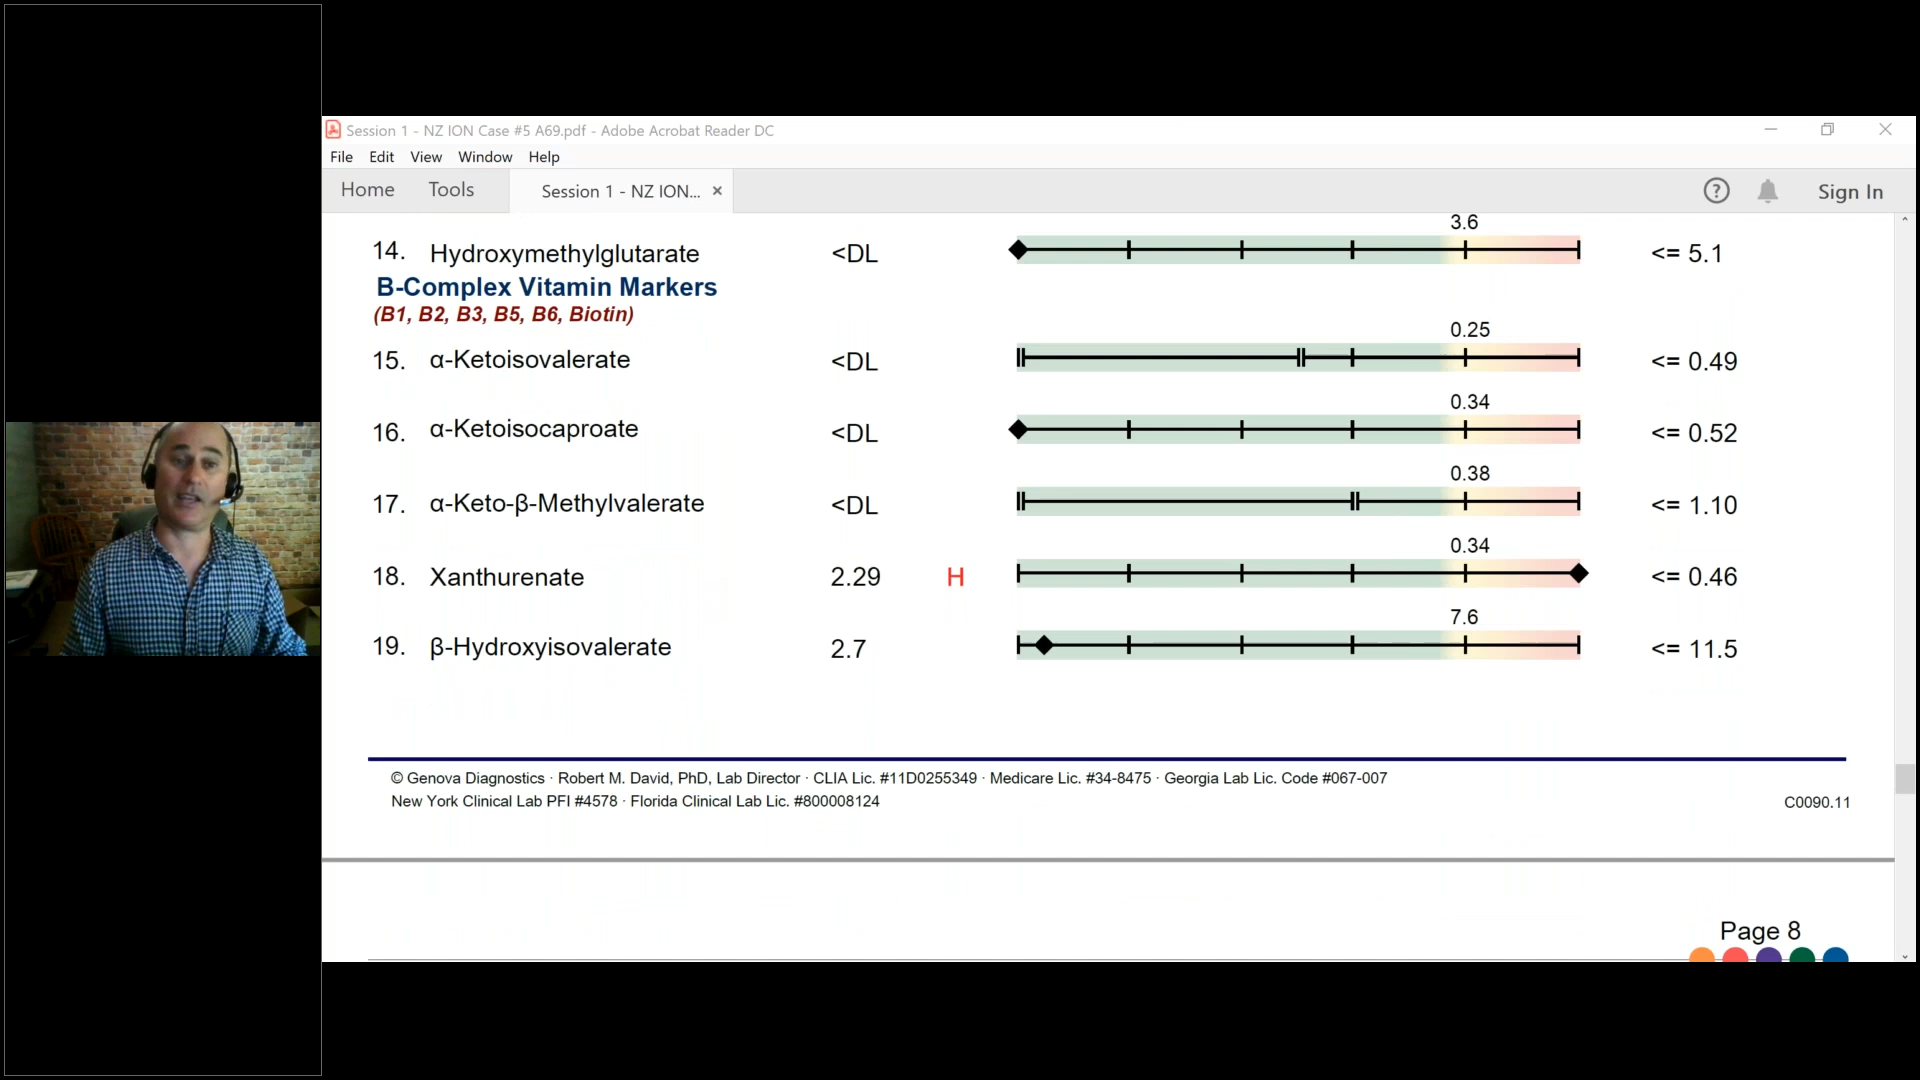 Session 1 - NZ ION Case #5 A69.pdf - Adobe Acrobat Reader DC
File Edit View Window Help
Home Tools Session 1 - NZ ION... × ? Sign In
3.6
14. Hydroxymethylglutarate <DL <= 5.1
B-Complex Vitamin Markers
(B1, B2, B3, B5, B6, Biotin)
0.25
15. α-Ketoisovalerate <DL <= 0.49
0.34
16. α-Ketoisocaproate <DL <= 0.52
0.38
17. α-Keto-β-Methylvalerate <DL <= 1.10
0.34
18. Xanthurenate 2.29 H <= 0.46
7.6
19. β-Hydroxyisovalerate 2.7 <= 11.5
© Genova Diagnostics · Robert M. David, PhD, Lab Director · CLIA Lic. #11D0255349 · Medicare Lic. #34-8475 · Georgia Lab Lic. Code #067-007
New York Clinical Lab PFI #4578 · Florida Clinical Lab Lic. #800008124
C0090.11
Page 8